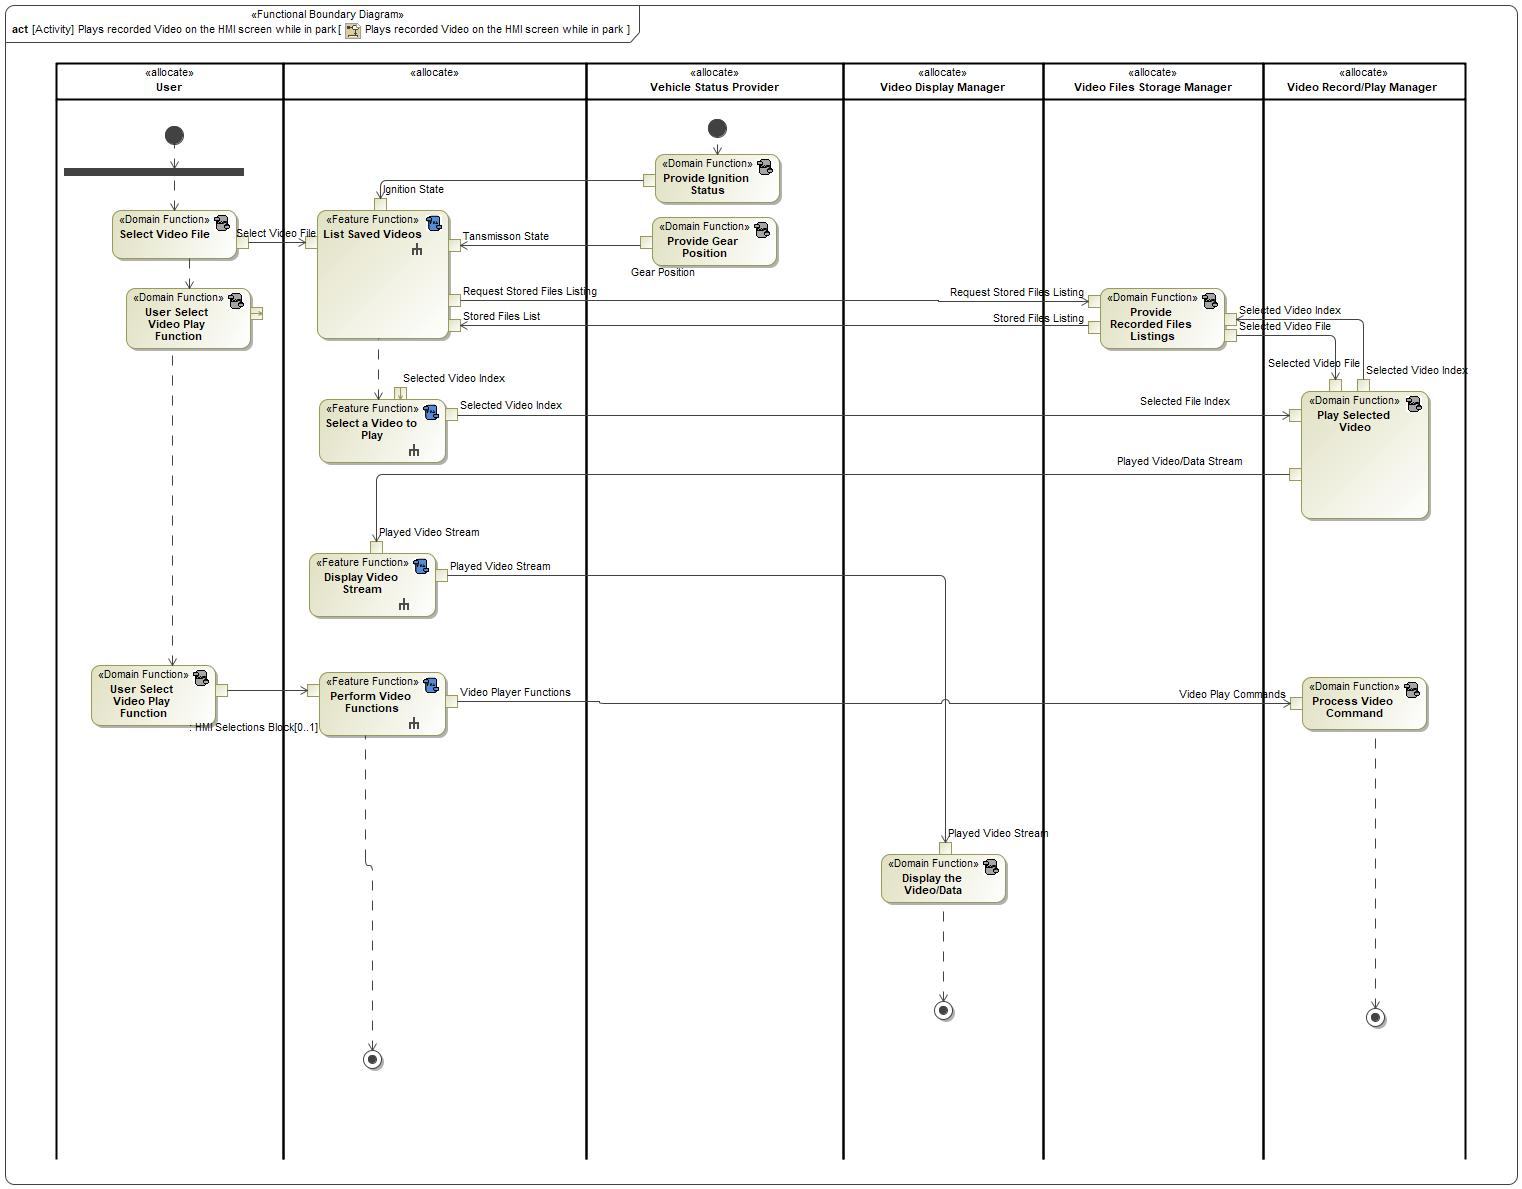 «Functional Boundary Diagram»
act [Activity] Plays recorded Video on the HMI screen while in park [ Plays recorded Video on the HMI screen while in park ]
«allocate»
User
«allocate»
«allocate»
Vehicle Status Provider
«allocate»
Video Display Manager
«allocate»
Video Files Storage Manager
«allocate»
Video Record/Play Manager
«Domain Function»
Provide Ignition
Status
Ignition State
«Domain Function»
Select Video File
Select Video File
«Feature Function»
List Saved Videos
Tansmisson State
«Domain Function»
Provide Gear
Position
Gear Position
«Domain Function»
User Select
Video Play
Function
Request Stored Files Listing
Request Stored Files Listing
Stored Files List
Stored Files Listing
«Domain Function»
Provide
Recorded Files
Listings
Selected Video Index
Selected Video File
Selected Video File
Selected Video Index
Selected Video Index
«Feature Function»
Select a Video to
Play
Selected Video Index
Selected File Index
«Domain Function»
Play Selected
Video
Played Video/Data Stream
Played Video Stream
«Feature Function»
Display Video
Stream
Played Video Stream
«Domain Function»
User Select
Video Play
Function
: HMI Selections Block[0..1]
«Feature Function»
Perform Video
Functions
Video Player Functions
Video Play Commands
«Domain Function»
Process Video
Command
Played Video Stream
«Domain Function»
Display the
Video/Data